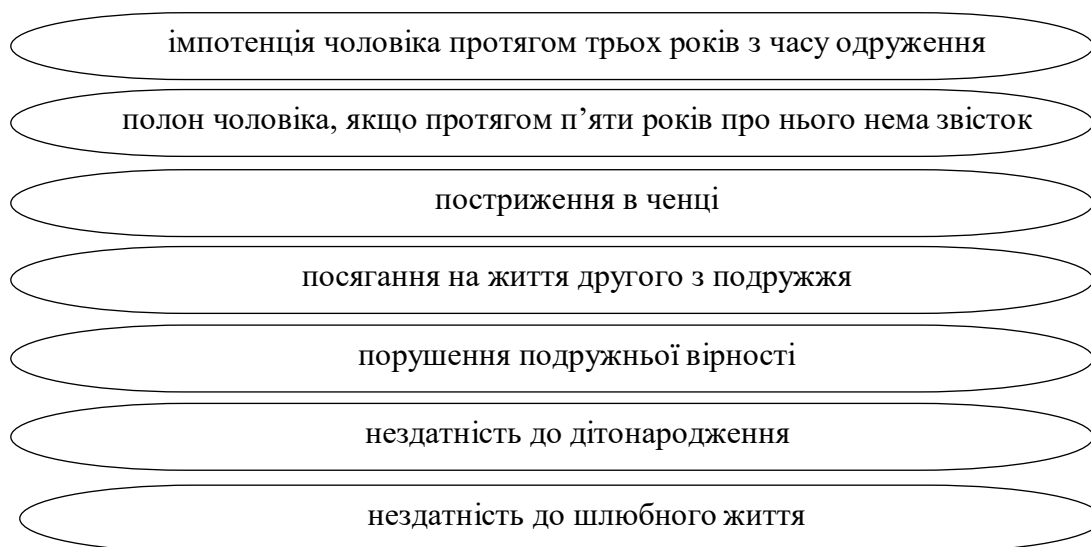 імпотенція чоловіка протягом трьох років з часу одруження
полон чоловіка, якщо протягом п’яти років про нього нема звісток
постриження в ченці
посягання на життя другого з подружжя
порушення подружньої вірності
нездатність до дітонародження
нездатність до шлюбного життя